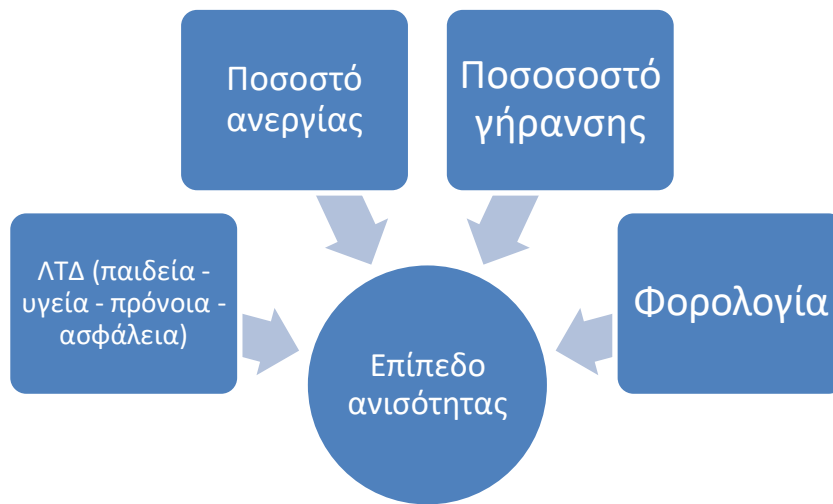 Ποσοστό
ανεργίας
Ποσοσοστό
γήρανσης
ΛΤΔ (παιδεία -
υγεία - πρόνοια -
ασφάλεια)
Φορολογία
Επίπεδο
ανισότητας